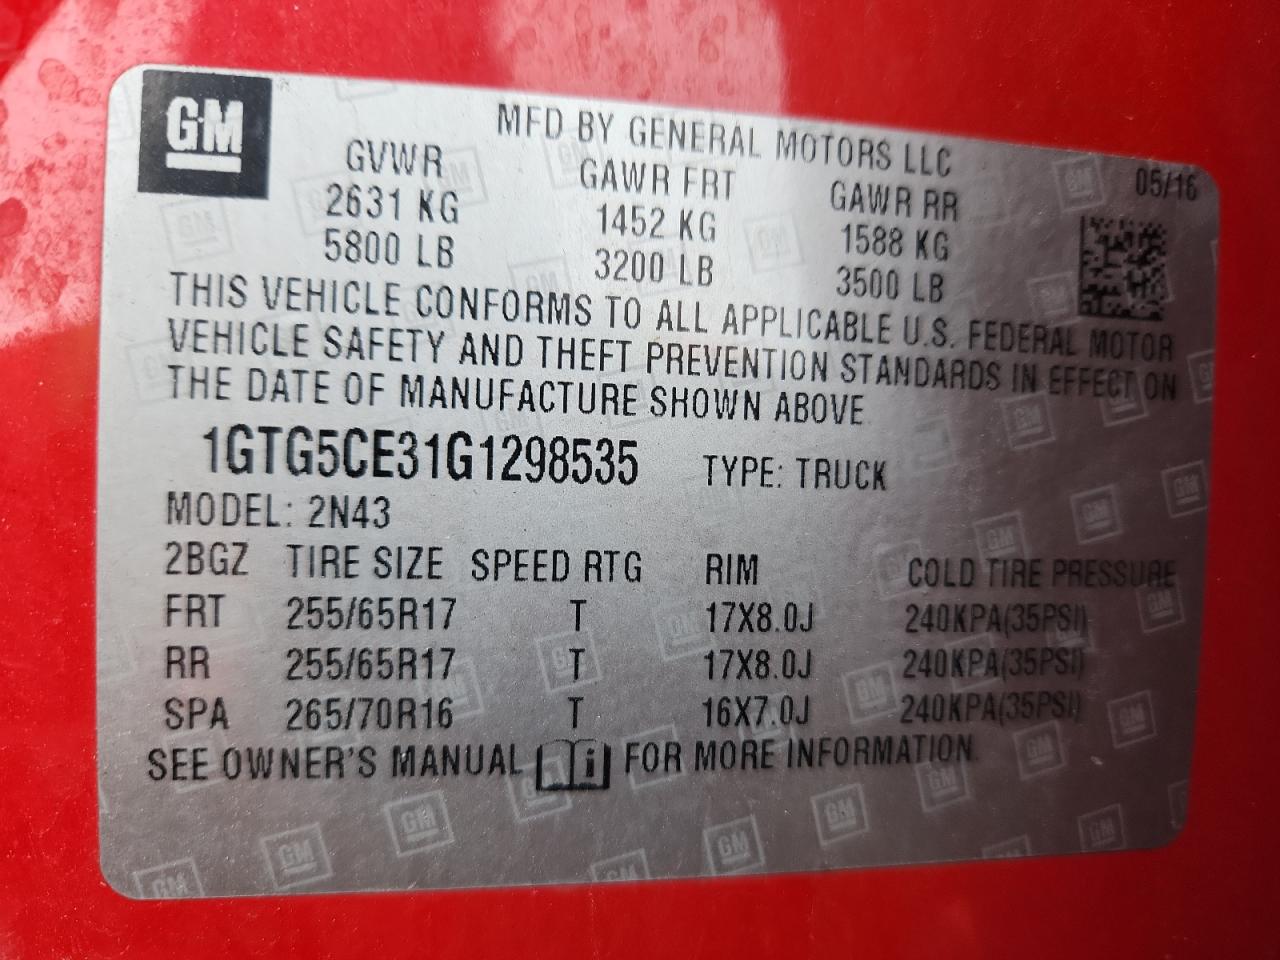 GM
MFD BY GENERAL MOTORS LLC
05/16
GVWR GAWR FRT GAWR RR
2631 KG 1452 KG 1588 KG
5800 LB 3200 LB 3500 LB
THIS VEHICLE CONFORMS TO ALL APPLICABLE U.S. FEDERAL MOTOR
VEHICLE SAFETY AND THEFT PREVENTION STANDARDS IN EFFECT ON
THE DATE OF MANUFACTURE SHOWN ABOVE.
1GTG5CE31G1298535 TYPE: TRUCK
MODEL: 2N43
2BGZ TIRE SIZE SPEED RTG RIM COLD TIRE PRESSURE
FRT 255/65R17 T 17X8.0J 240KPA(35PSI)
RR 255/65R17 T 17X8.0J 240KPA(35PSI)
SPA 265/70R16 T 16X7.0J 240KPA(35PSI)
SEE OWNER'S MANUAL i FOR MORE INFORMATION.